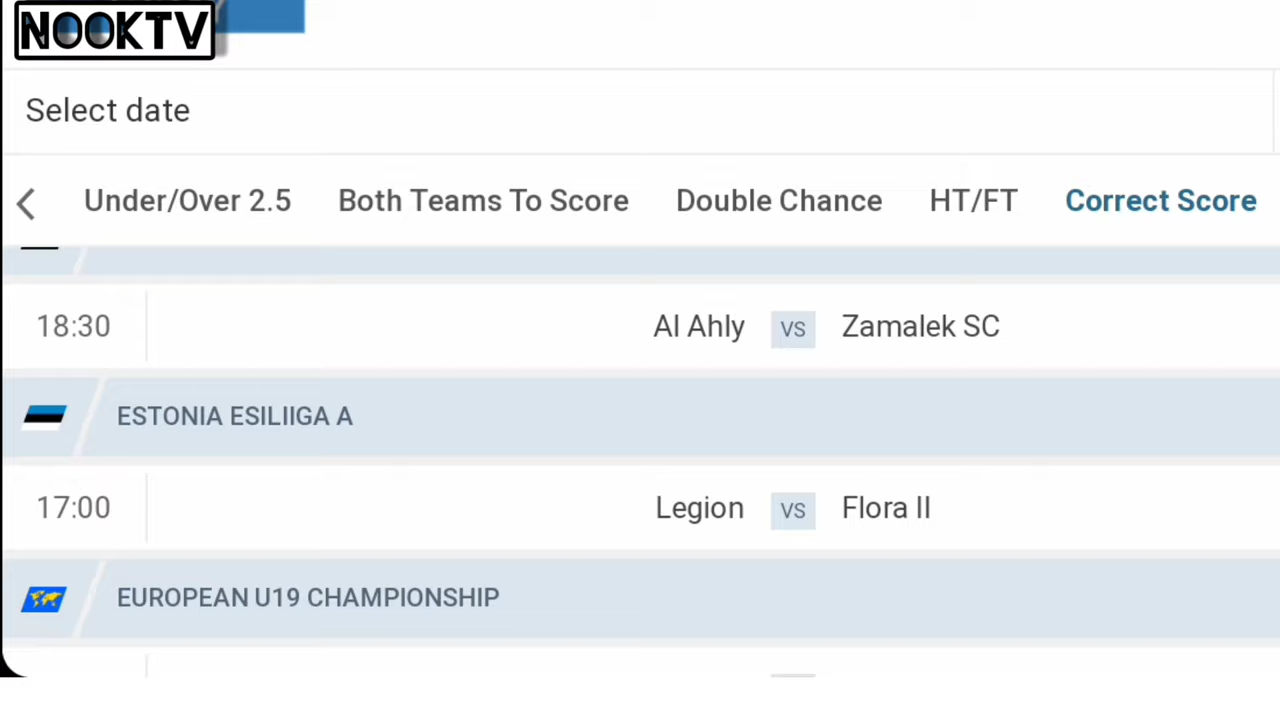 NOOKTV
Select date
Under/Over 2.5 Both Teams To Score Double Chance HT/FT Correct Score
18:30 Al Ahly VS Zamalek SC
ESTONIA ESILIIGA A
17:00 Legion VS Flora II
EUROPEAN U19 CHAMPIONSHIP